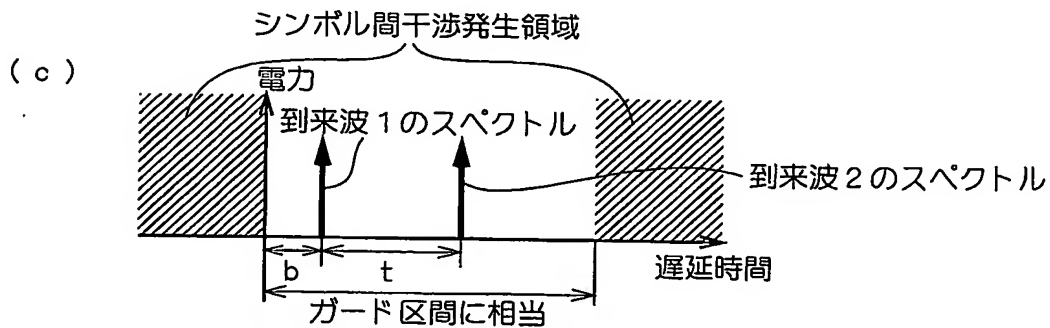 シンボル間干渉発生領域
(c)
電力
到来波1のスペクトル
到来波2のスペクトル
b
t
遅延時間
ガード区間に相当